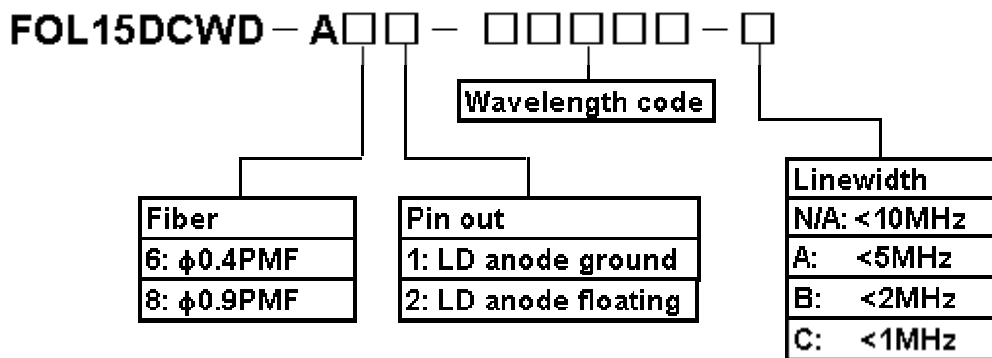 FOL15DCWD – A□□ – □□□□□ – □
Wavelength code
Fiber
6: ϕ0.4PMF
8: ϕ0.9PMF
Pin out
1: LD anode ground
2: LD anode floating
Linewidth
N/A: <10MHz
A: <5MHz
B: <2MHz
C: <1MHz